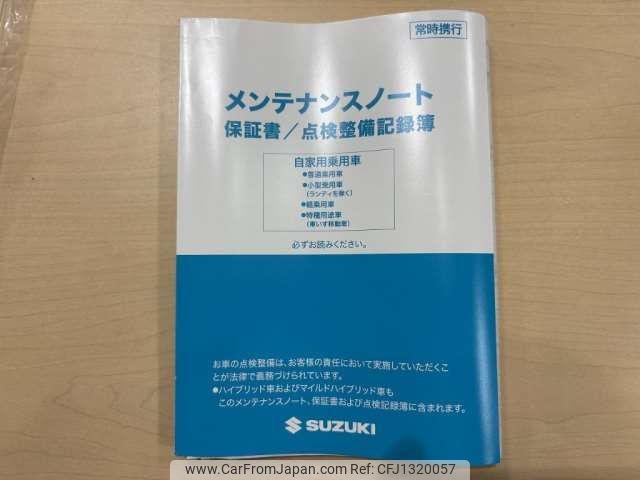 常時携行
メンテナンスノート
保証書／点検整備記録簿
自家用乗用車
●普通乗用車
●小型乗用車
(ランディを除く)
●軽乗用車
●特種用途車
(車いす移動車)
必ずお読みください。
お車の点検整備は、お客様の責任において実施していただくこ
とが法律で義務づけられています。
●ハイブリッド車およびマイルドハイブリッド車も
このメンテナンスノート、保証書および点検記録簿に含まれます。
SUZUKI
www.CarFromJapan.com | CFJ1320057